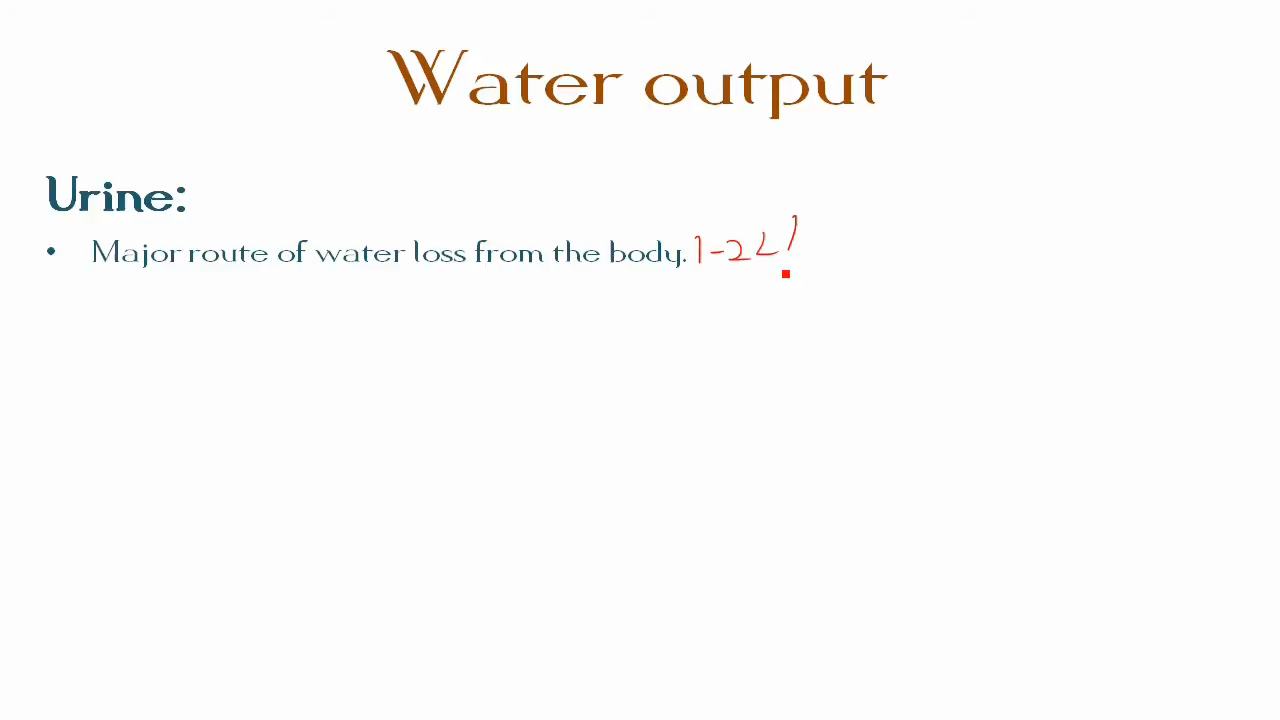 Water output
Urine:
• Major route of water loss from the body. 1-2L/